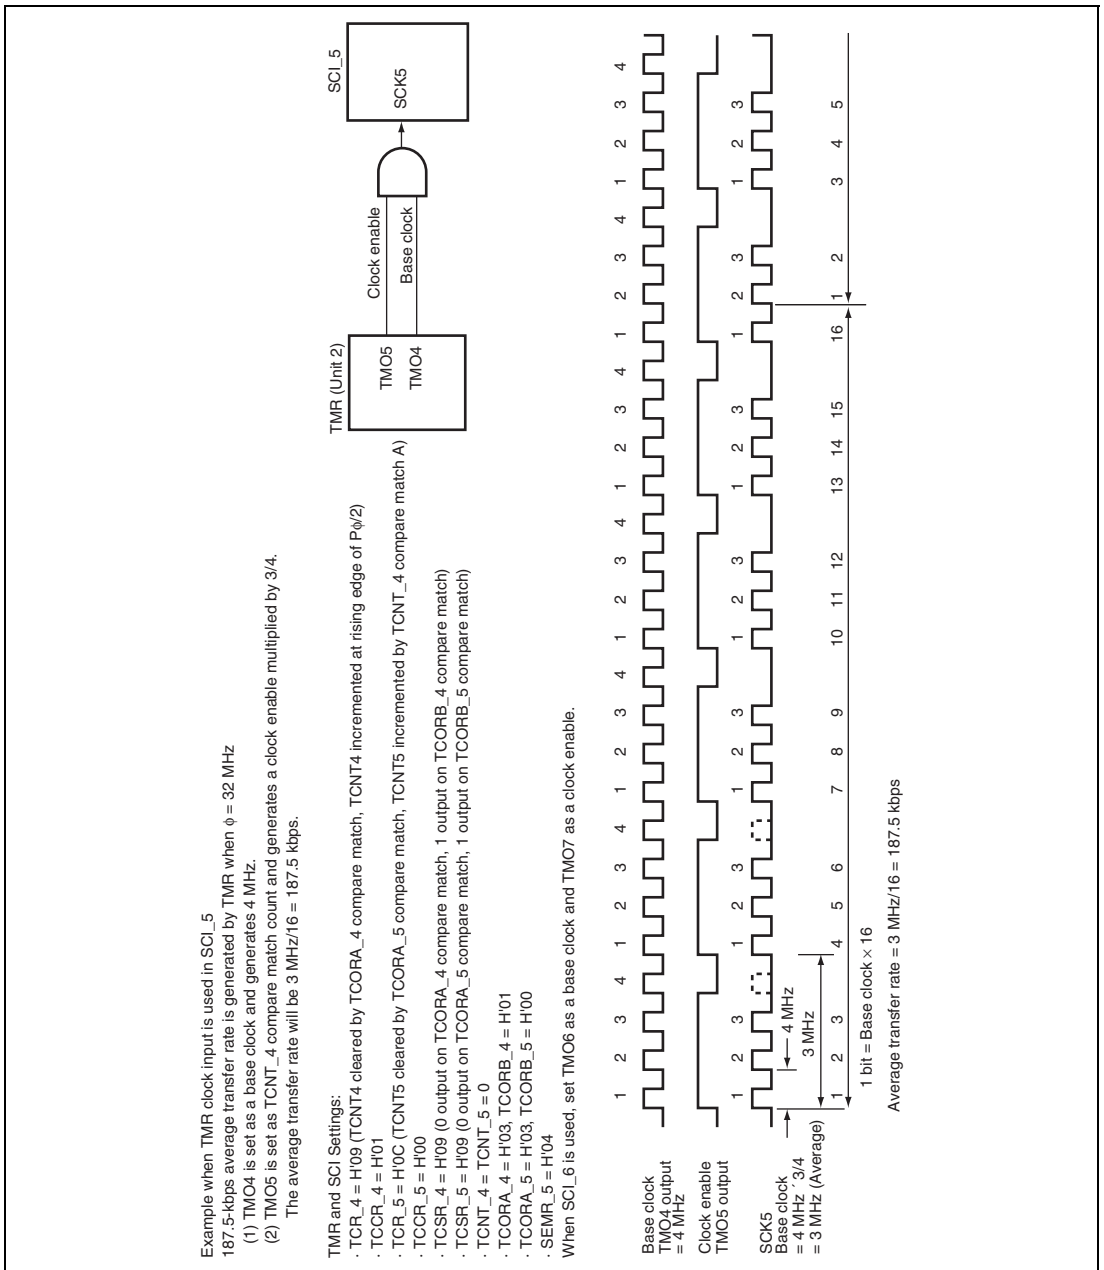 Example when TMR clock input is used in SCI_5
187.5-kbps average transfer rate is generated by TMR when ϕ = 32 MHz
(1) TMO4 is set as a base clock and generates 4 MHz.
(2) TMO5 is set as TCNT_4 compare match count and generates a clock enable multiplied by 3/4.
The average transfer rate will be 3 MHz/16 = 187.5 kbps.
TMR and SCI Settings:
· TCR_4 = H'09 (TCNT4 cleared by TCORA_4 compare match, TCNT4 incremented at rising edge of Pϕ/2)
· TCCR_4 = H'01
· TCR_5 = H'0C (TCNT5 cleared by TCORA_5 compare match, TCNT5 incremented by TCNT_4 compare match A)
· TCCR_5 = H'00
· TCSR_4 = H'09 (0 output on TCORA_4 compare match, 1 output on TCORB_4 compare match)
· TCSR_5 = H'09 (0 output on TCORA_5 compare match, 1 output on TCORB_5 compare match)
· TCNT_4 = TCNT_5 = 0
· TCORA_4 = H'03, TCORB_4 = H'01
· TCORA_5 = H'03, TCORB_5 = H'00
· SEMR_5 = H'04
When SCI_6 is used, set TMO6 as a base clock and TMO7 as a clock enable.
TMR (Unit 2)
TMO5
TMO4
Clock enable
Base clock
SCI_5
SCK5
Base clock
TMO4 output
= 4 MHz
1 2 3 4 1 2 3 4 1 2 3 4 1 2 3 4 1 2 3 4 1 2 3 4 1 2 3 4
Clock enable
TMO5 output
SCK5
Base clock
= 4 MHz ´ 3/4
= 3 MHz (Average)
1 2 3 1 2 3 1 2 3 1 2 3 1 2 3 1 2 3 1 2 3
4 MHz
3 MHz
1 2 3 4 5 6 7 8 9 10 11 12 13 14 15 16 1 2 3 4 5
1 bit = Base clock × 16
Average transfer rate = 3 MHz/16 = 187.5 kbps